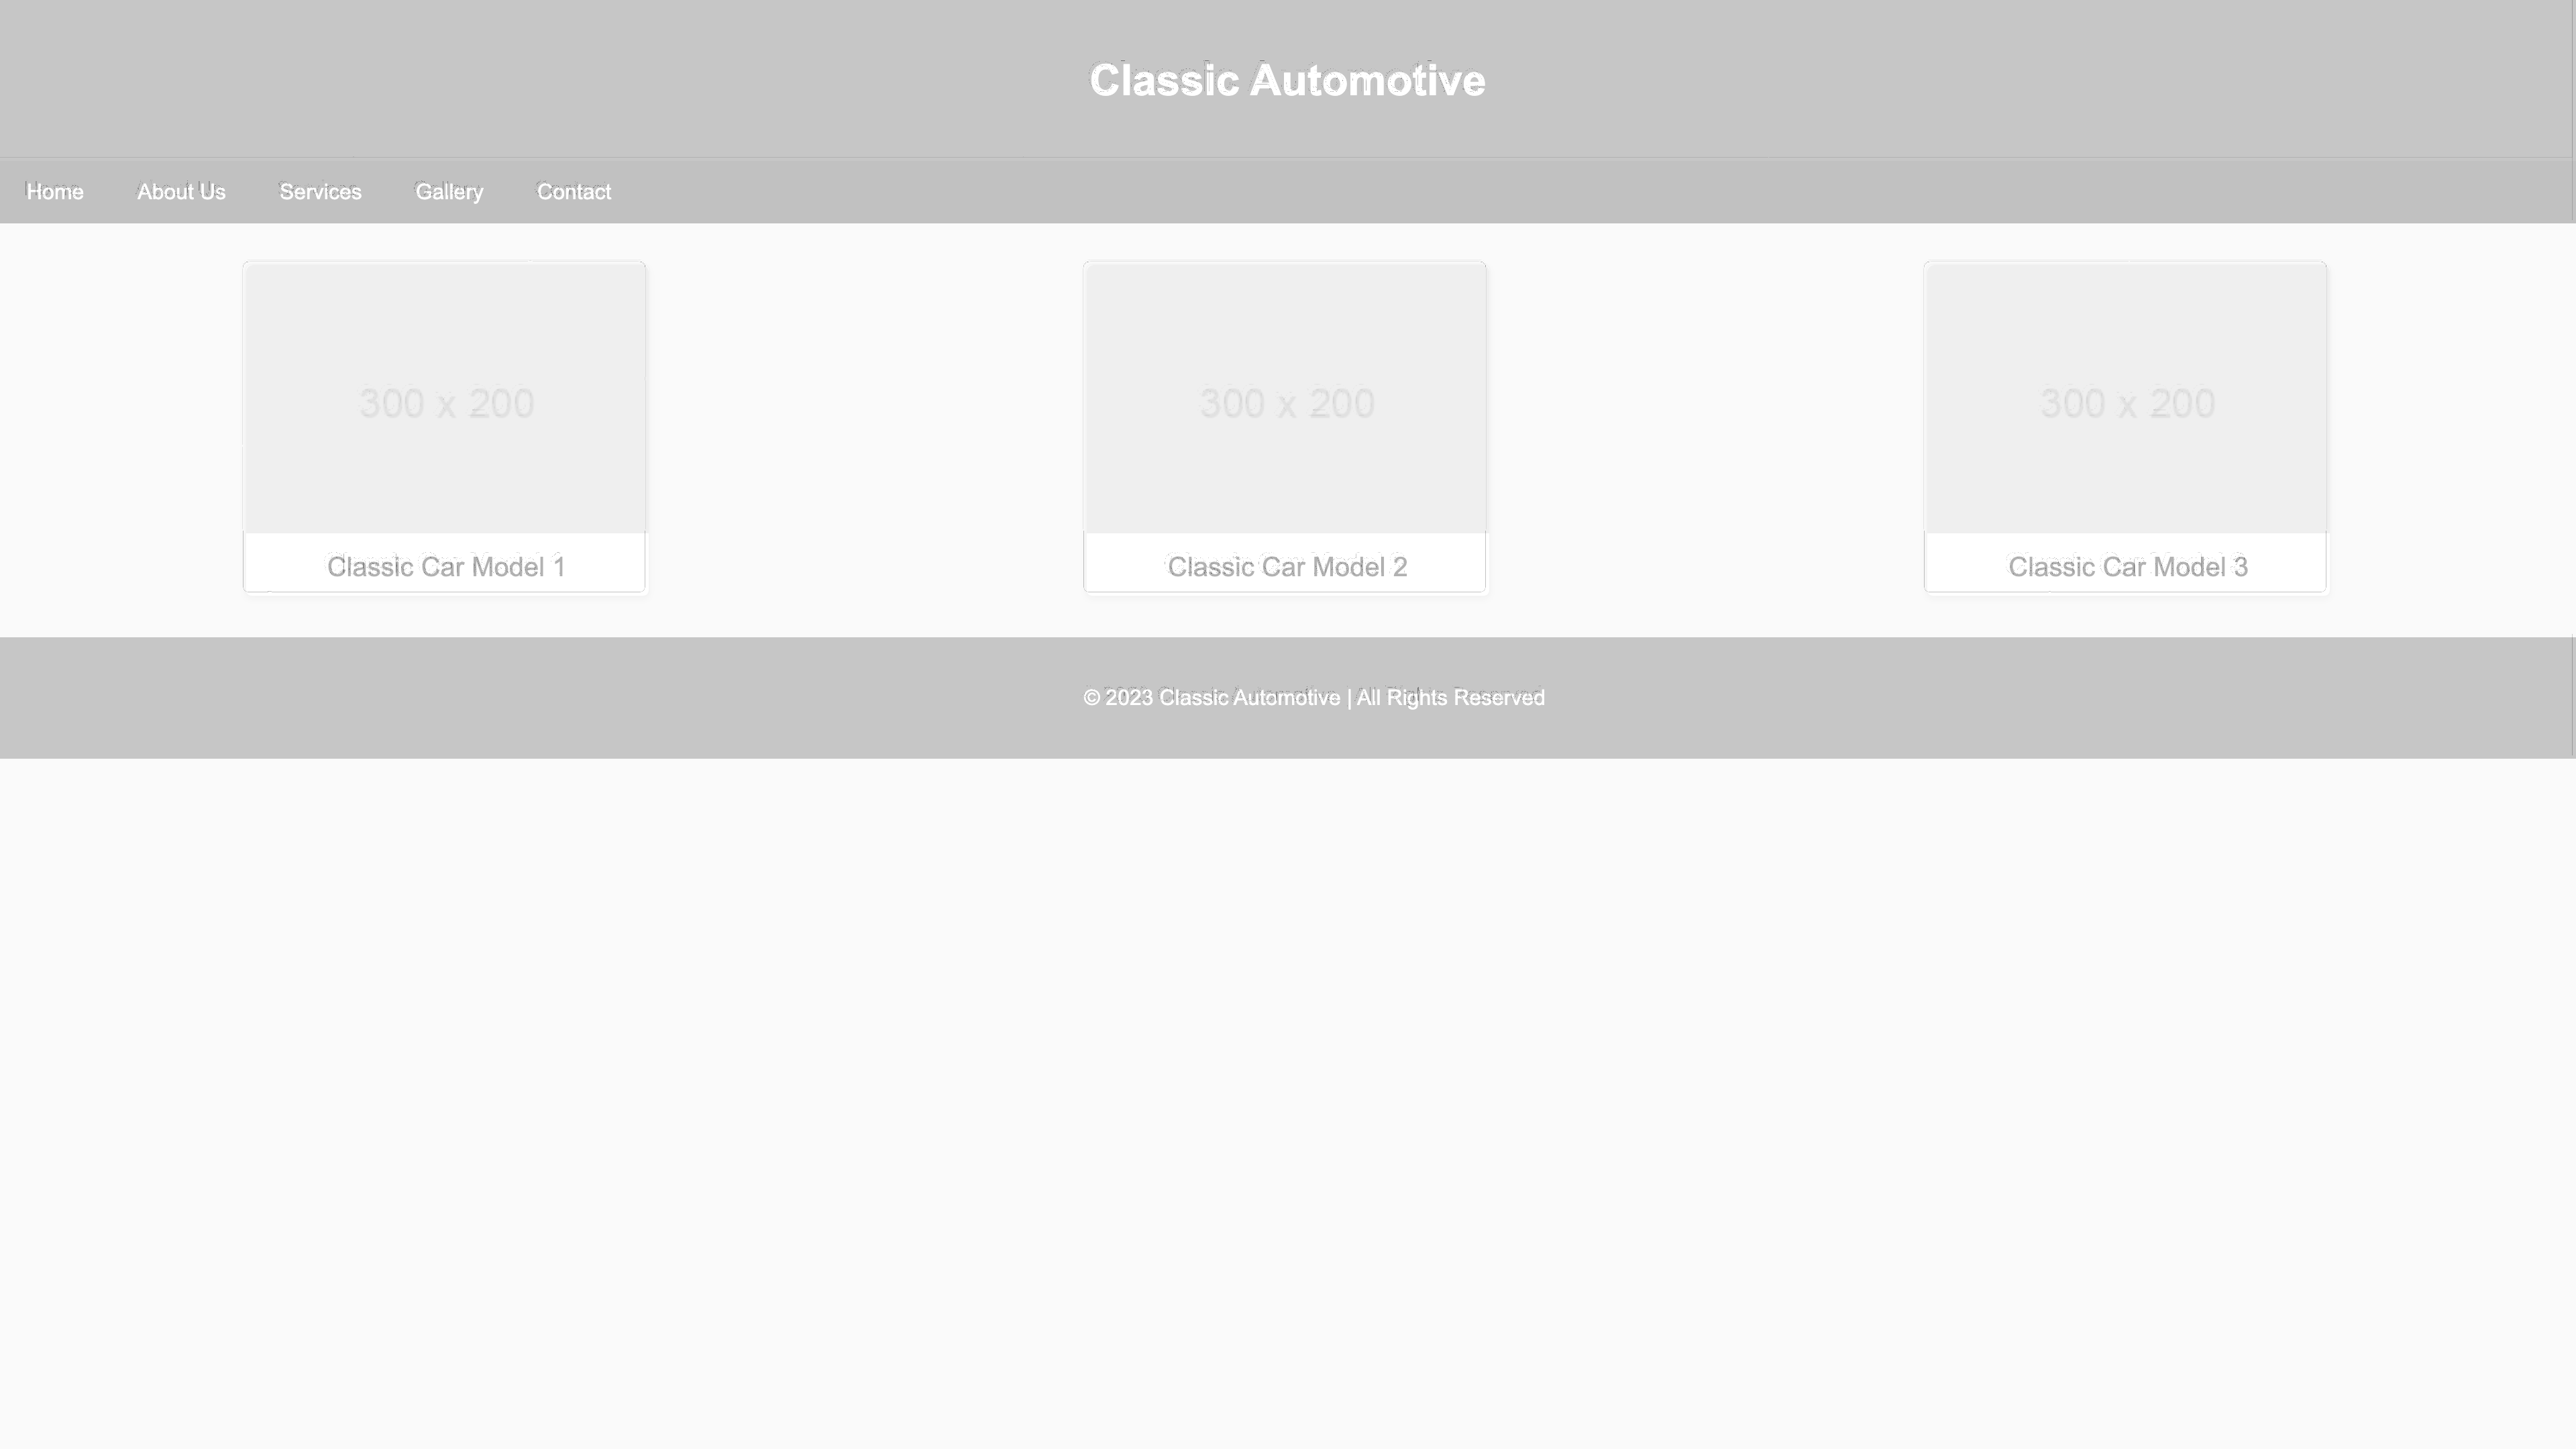 Classic Automotive
Home About Us Services Gallery Contact
300 x 200 300 x 200 300 x 200
Classic Car Model 1 Classic Car Model 2 Classic Car Model 3
© 2023 Classic Automotive | All Rights Reserved